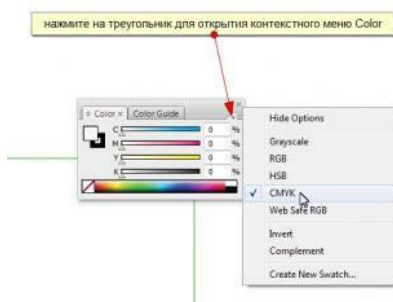 нажмите на треугольник для открытия контекстного меню Color
Color × Color Guide
C 0 %
M 0 %
Y 0 %
K 0 %
Hide Options
Grayscale
RGB
HSB
✓ CMYK
Web Safe RGB
Invert
Complement
Create New Swatch...